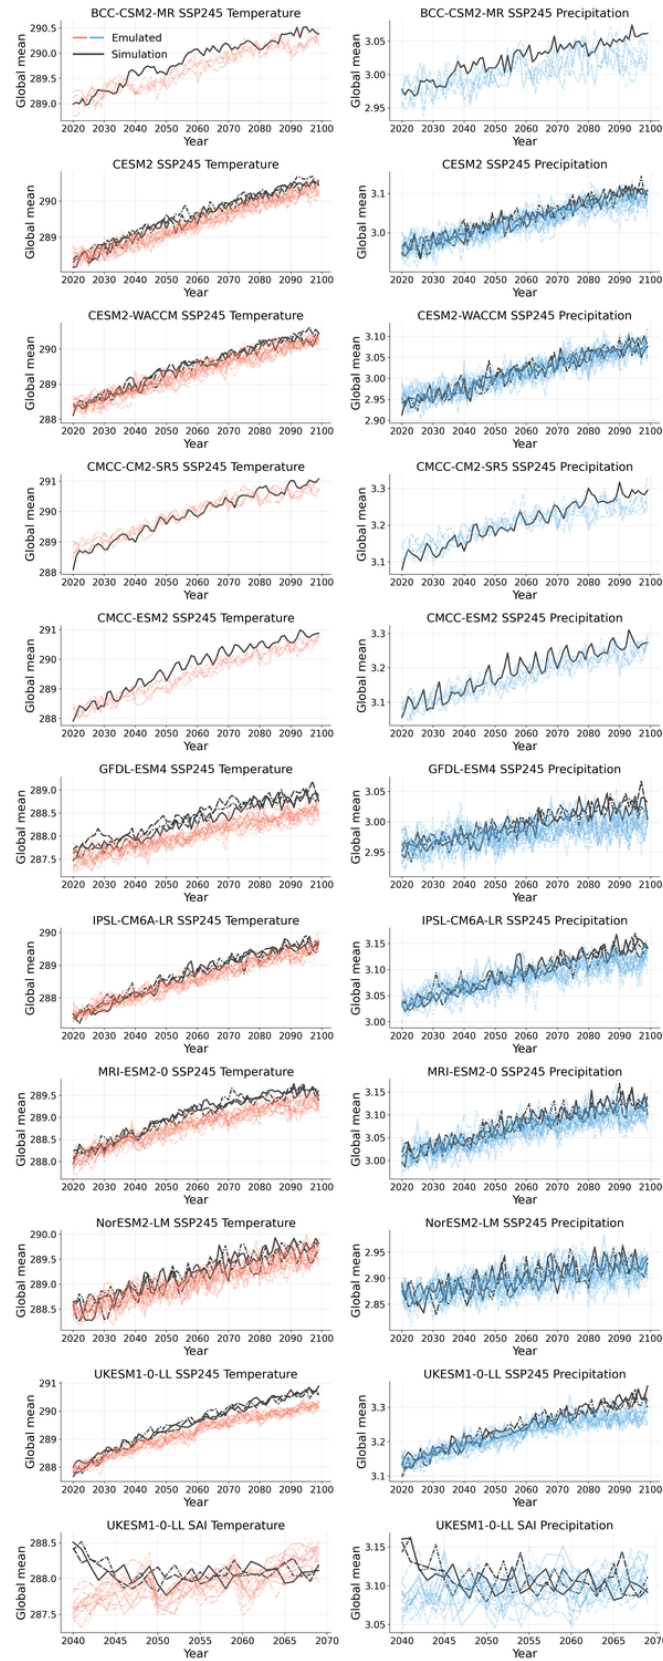 BCC-CSM2-MR SSP245 Temperature
BCC-CSM2-MR SSP245 Precipitation
290.5
290.0
289.5
289.0
Global mean
Emulated
Simulation
2020 2030 2040 2050 2060 2070 2080 2090 2100
Year
3.05
3.00
2.95
Global mean
2020 2030 2040 2050 2060 2070 2080 2090 2100
Year
CESM2 SSP245 Temperature
CESM2 SSP245 Precipitation
290
289
Global mean
2020 2030 2040 2050 2060 2070 2080 2090 2100
Year
3.1
3.0
Global mean
2020 2030 2040 2050 2060 2070 2080 2090 2100
Year
CESM2-WACCM SSP245 Temperature
CESM2-WACCM SSP245 Precipitation
290
289
288
Global mean
2020 2030 2040 2050 2060 2070 2080 2090 2100
Year
3.10
3.05
3.00
2.95
2.90
Global mean
2020 2030 2040 2050 2060 2070 2080 2090 2100
Year
CMCC-CM2-SR5 SSP245 Temperature
CMCC-CM2-SR5 SSP245 Precipitation
291
290
289
288
Global mean
2020 2030 2040 2050 2060 2070 2080 2090 2100
Year
3.3
3.2
3.1
Global mean
2020 2030 2040 2050 2060 2070 2080 2090 2100
Year
CMCC-ESM2 SSP245 Temperature
CMCC-ESM2 SSP245 Precipitation
291
290
289
288
Global mean
2020 2030 2040 2050 2060 2070 2080 2090 2100
Year
3.3
3.2
3.1
Global mean
2020 2030 2040 2050 2060 2070 2080 2090 2100
Year
GFDL-ESM4 SSP245 Temperature
GFDL-ESM4 SSP245 Precipitation
289.0
288.5
288.0
287.5
Global mean
2020 2030 2040 2050 2060 2070 2080 2090 2100
Year
3.05
3.00
2.95
Global mean
2020 2030 2040 2050 2060 2070 2080 2090 2100
Year
IPSL-CM6A-LR SSP245 Temperature
IPSL-CM6A-LR SSP245 Precipitation
290
289
288
Global mean
2020 2030 2040 2050 2060 2070 2080 2090 2100
Year
3.15
3.10
3.05
3.00
Global mean
2020 2030 2040 2050 2060 2070 2080 2090 2100
Year
MRI-ESM2-0 SSP245 Temperature
MRI-ESM2-0 SSP245 Precipitation
289.5
289.0
288.5
288.0
Global mean
2020 2030 2040 2050 2060 2070 2080 2090 2100
Year
3.15
3.10
3.05
3.00
Global mean
2020 2030 2040 2050 2060 2070 2080 2090 2100
Year
NorESM2-LM SSP245 Temperature
NorESM2-LM SSP245 Precipitation
290.0
289.5
289.0
288.5
Global mean
2020 2030 2040 2050 2060 2070 2080 2090 2100
Year
2.95
2.90
2.85
Global mean
2020 2030 2040 2050 2060 2070 2080 2090 2100
Year
UKESM1-0-LL SSP245 Temperature
UKESM1-0-LL SSP245 Precipitation
291
290
289
288
Global mean
2020 2030 2040 2050 2060 2070 2080 2090 2100
Year
3.3
3.2
3.1
Global mean
2020 2030 2040 2050 2060 2070 2080 2090 2100
Year
UKESM1-0-LL SAI Temperature
UKESM1-0-LL SAI Precipitation
288.5
288.0
287.5
Global mean
2040 2045 2050 2055 2060 2065 2070
Year
3.15
3.10
3.05
Global mean
2040 2045 2050 2055 2060 2065 2070
Year